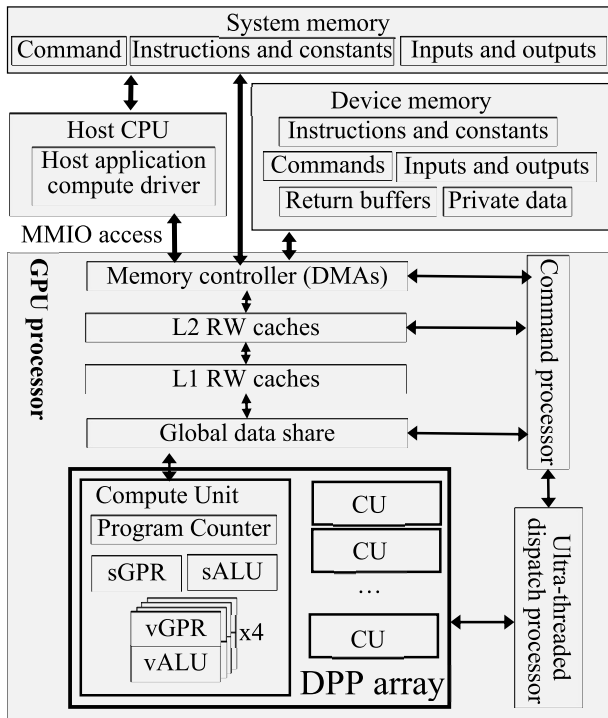 System memory
Command
Instructions and constants
Inputs and outputs
Host CPU
Host application
compute driver
Device memory
Instructions and constants
Commands
Inputs and outputs
Return buffers
Private data
MMIO access
GPU processor
Memory controller (DMAs)
L2 RW caches
L1 RW caches
Global data share
Command processor
Compute Unit
Program Counter
sGPR
sALU
vGPR
vALU
x4
CU
CU
…
CU
DPP array
Ultra-threaded
dispatch processor